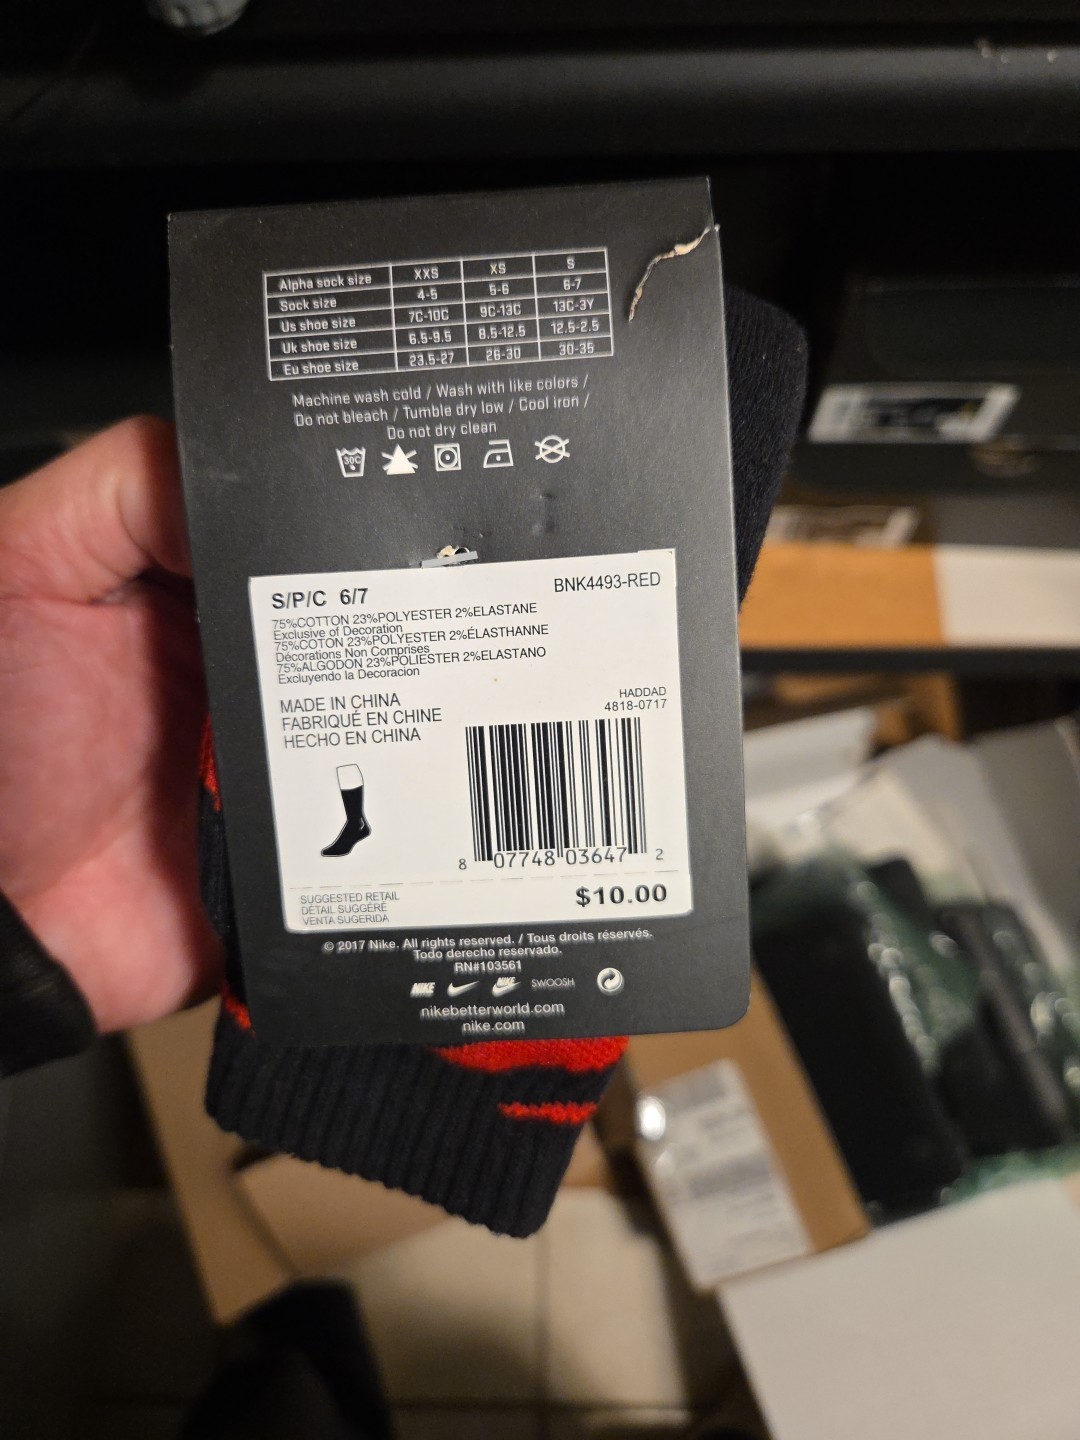 Alpha sock size XXS XS S
Sock size 4-5 5-6 6-7
Us shoe size 7C-10C 9C-13C 13C-3Y
Uk shoe size 6.5-9.5 8.5-12.5 12.5-2.5
Eu shoe size 23.5-27 26-30 30-35
Machine wash cold / Wash with like colors /
Do not bleach / Tumble dry low / Cool iron /
Do not dry clean
30C
S/P/C 6/7
BNK4493-RED
75%COTTON 23%POLYESTER 2%ELASTANE
Exclusive of Decoration
75%COTON 23%POLYESTER 2%ÉLASTHANNE
Décorations Non Comprises
75%ALGODON 23%POLIESTER 2%ELASTANO
Excluyendo la Decoracion
MADE IN CHINA
FABRIQUÉ EN CHINE
HECHO EN CHINA
HADDAD
4818-0717
8 07748 03647 2
SUGGESTED RETAIL
DÉTAIL SUGGÉRÉ
VENTA SUGERIDA
$10.00
© 2017 Nike. All rights reserved. / Tous droits réservés.
Todo derecho reservado.
RN#103561
NIKE NIKE SWOOSH
nikebetterworld.com
nike.com